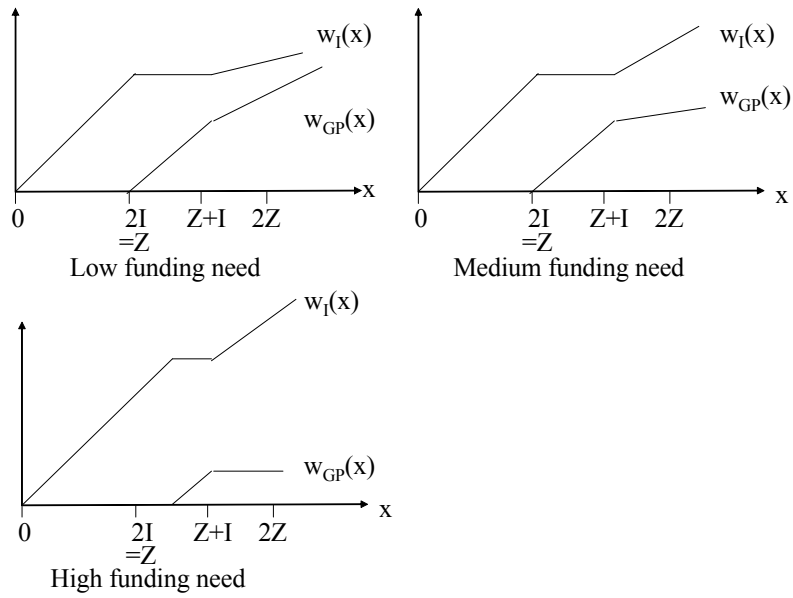 w_I(x)
w_GP(x)
x
0 2I Z+I 2Z
=Z
Low funding need
w_I(x)
w_GP(x)
x
0 2I Z+I 2Z
=Z
Medium funding need
w_I(x)
w_GP(x)
x
0 2I Z+I 2Z
=Z
High funding need